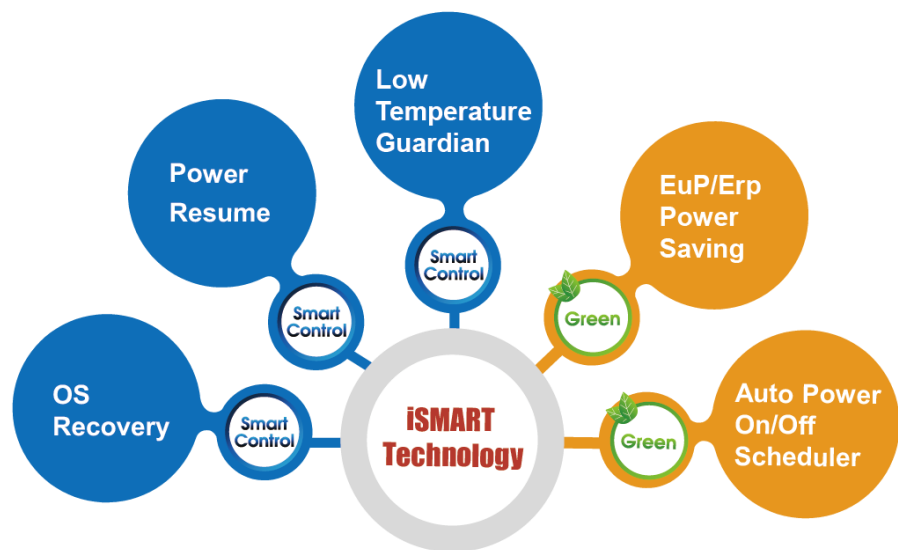 Low
Temperature
Guardian
Power
Resume
EuP/Erp
Power
Saving
Smart
Control
Smart
Control
Green
OS
Recovery
Smart
Control
iSMART
Technology
Green
Auto Power
On/Off
Scheduler